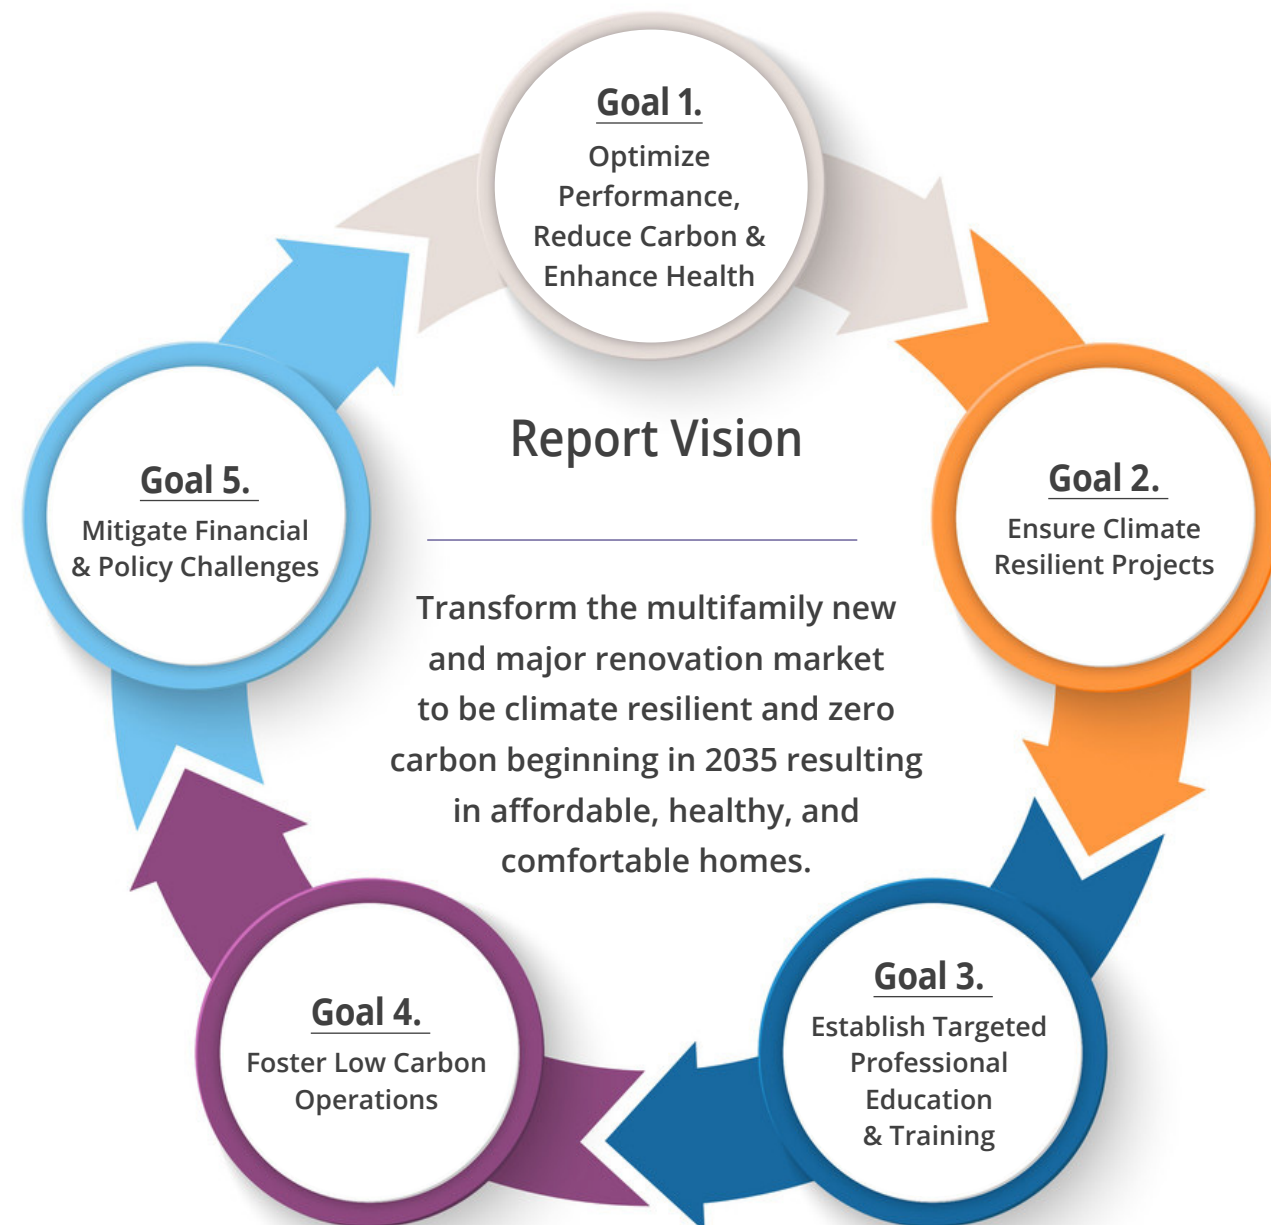 Goal 1.
Optimize
Performance,
Reduce Carbon &
Enhance Health
Report Vision
Transform the multifamily new
and major renovation market
to be climate resilient and zero
carbon beginning in 2035 resulting
in affordable, healthy, and
comfortable homes.
Goal 2.
Ensure Climate
Resilient Projects
Goal 3.
Establish Targeted
Professional
Education
& Training
Goal 4.
Foster Low Carbon
Operations
Goal 5.
Mitigate Financial
& Policy Challenges